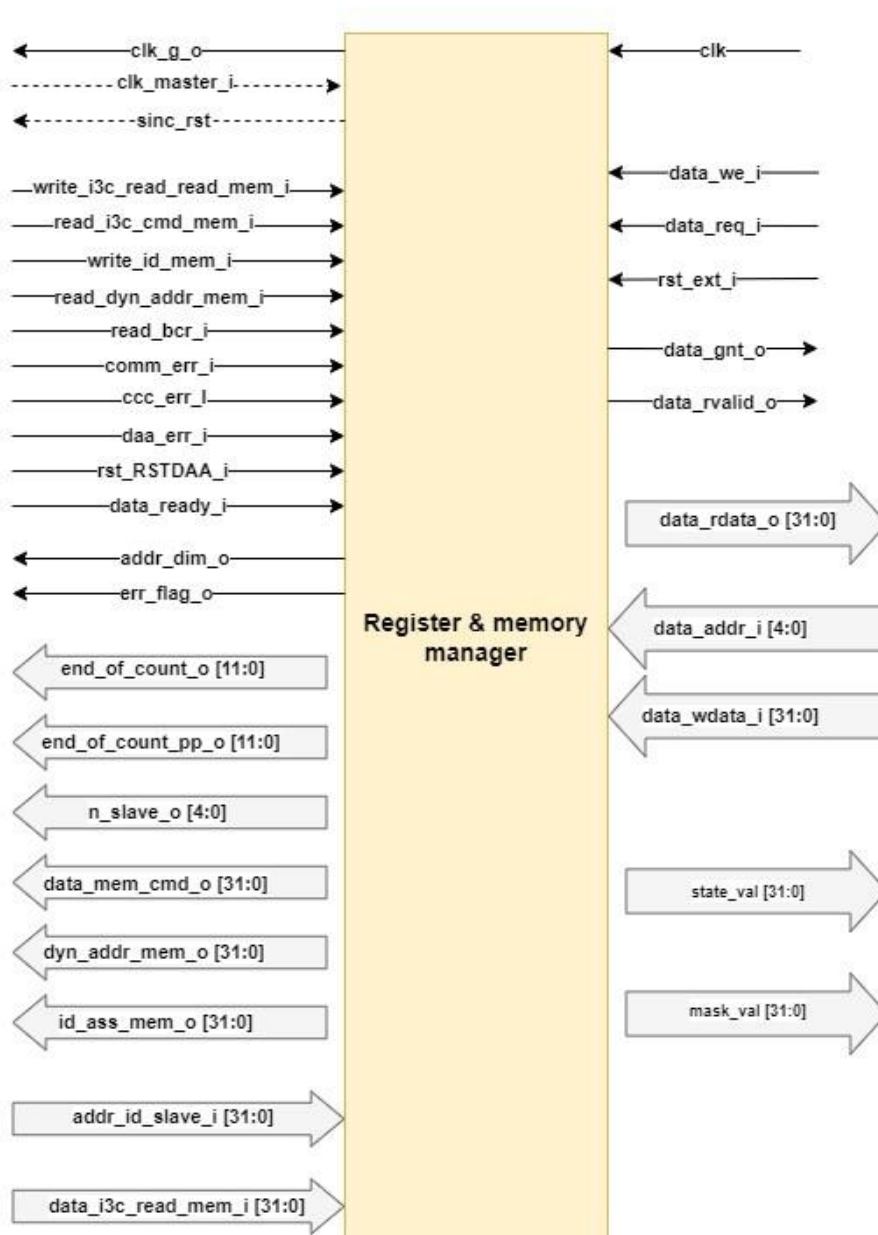 clk_g_o
clk_master_i
sinc_rst
write_i3c_read_read_mem_i
read_i3c_cmd_mem_i
write_id_mem_i
read_dyn_addr_mem_i
read_bcr_i
comm_err_i
ccc_err_I
daa_err_i
rst_RSTDAA_i
data_ready_i
addr_dim_o
err_flag_o
end_of_count_o [11:0]
end_of_count_pp_o [11:0]
n_slave_o [4:0]
data_mem_cmd_o [31:0]
dyn_addr_mem_o [31:0]
id_ass_mem_o [31:0]
addr_id_slave_i [31:0]
data_i3c_read_mem_i [31:0]
Register & memory
manager
clk
data_we_i
data_req_i
rst_ext_i
data_gnt_o
data_rvalid_o
data_rdata_o [31:0]
data_addr_i [4:0]
data_wdata_i [31:0]
state_val [31:0]
mask_val [31:0]